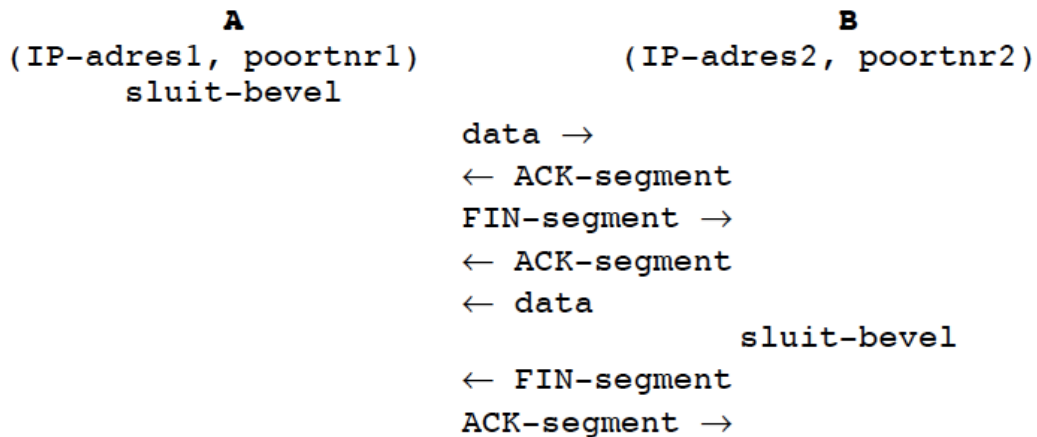 A B
(IP-adres1, poortnr1) (IP-adres2, poortnr2)
sluit-bevel
data →
← ACK-segment
FIN-segment →
← ACK-segment
← data
sluit-bevel
← FIN-segment
ACK-segment →